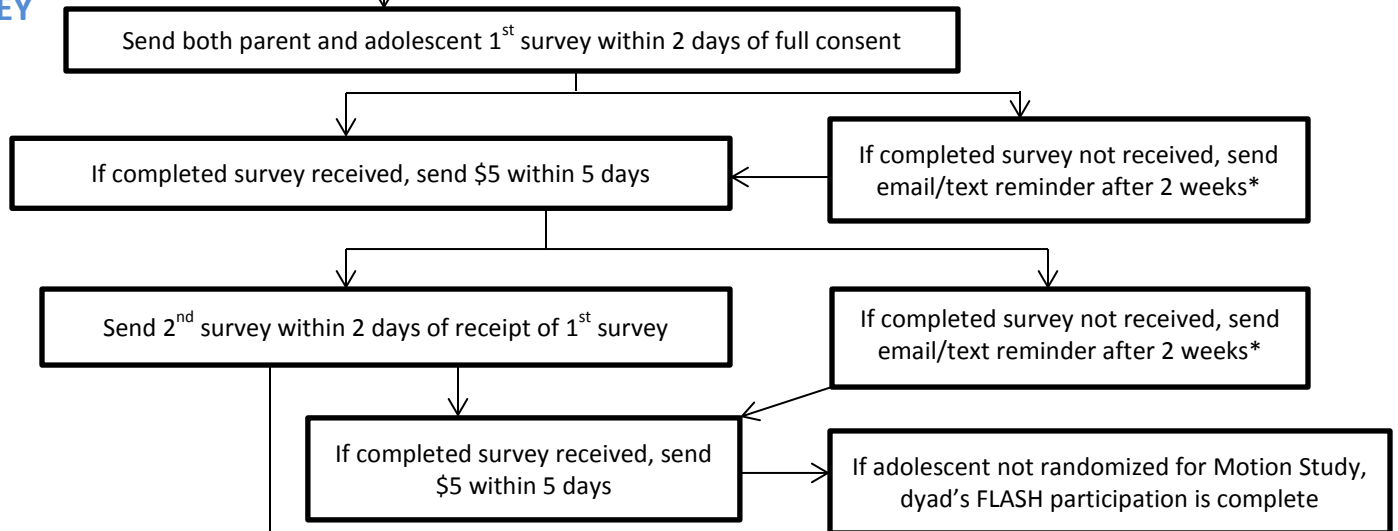 EY
Send both parent and adolescent 1st survey within 2 days of full consent
If completed survey received, send $5 within 5 days
If completed survey not received, send
email/text reminder after 2 weeks*
Send 2nd survey within 2 days of receipt of 1st survey
If completed survey not received, send
email/text reminder after 2 weeks*
If completed survey received, send
$5 within 5 days
If adolescent not randomized for Motion Study,
dyad's FLASH participation is complete